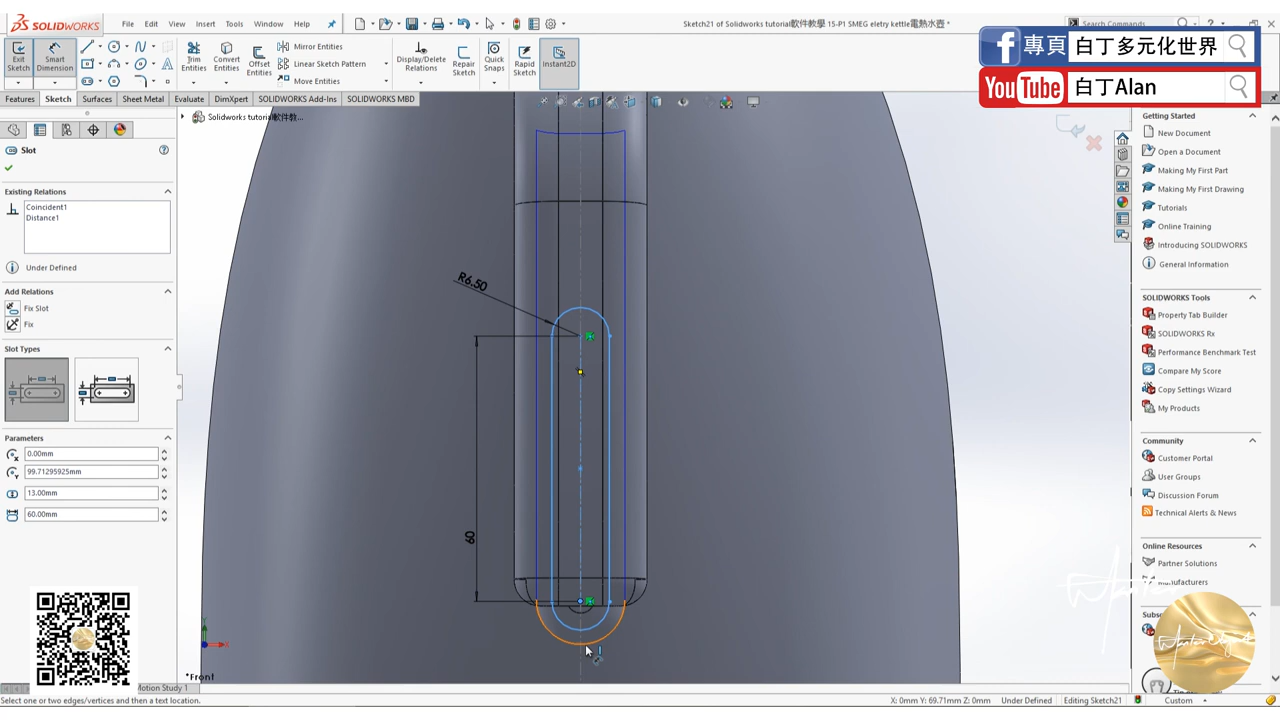 SOLIDWORKS
File Edit View Insert Tools Window Help
Sketch21 of Solidworks tutorial軟件教學 15-P1 SMEG eletry kettle電熱水壺 *
Search Commands
專頁 白丁多元化世界
YouTube 白丁Alan
Exit Sketch
Smart Dimension
Trim Entities
Convert Entities
Offset Entities
Mirror Entities
Linear Sketch Pattern
Move Entities
Display/Delete Relations
Repair Sketch
Quick Snaps
Rapid Sketch
Instant2D
Features Sketch Surfaces Sheet Metal Evaluate DimXpert SOLIDWORKS Add-Ins SOLIDWORKS MBD
Solidworks tutorial軟件教...
Slot
Existing Relations
Coincident1
Distance1
Under Defined
Add Relations
Fix Slot
Fix
Slot Types
Parameters
0.00mm
99.71295925mm
13.00mm
60.00mm
R6.50
60
*Front
Getting Started
New Document
Open a Document
Making My First Part
Making My First Drawing
Tutorials
Online Training
Introducing SOLIDWORKS
General Information
SOLIDWORKS Tools
Property Tab Builder
SOLIDWORKS Rx
Performance Benchmark Test
Compare My Score
Copy Settings Wizard
My Products
Community
Customer Portal
User Groups
Discussion Forum
Technical Alerts & News
Online Resources
Partner Solutions
Motion Study 1
Select one or two edges/vertices and then a text location.
X: 0mm Y: 69.71mm Z: 0mm Under Defined Editing Sketch21 Custom